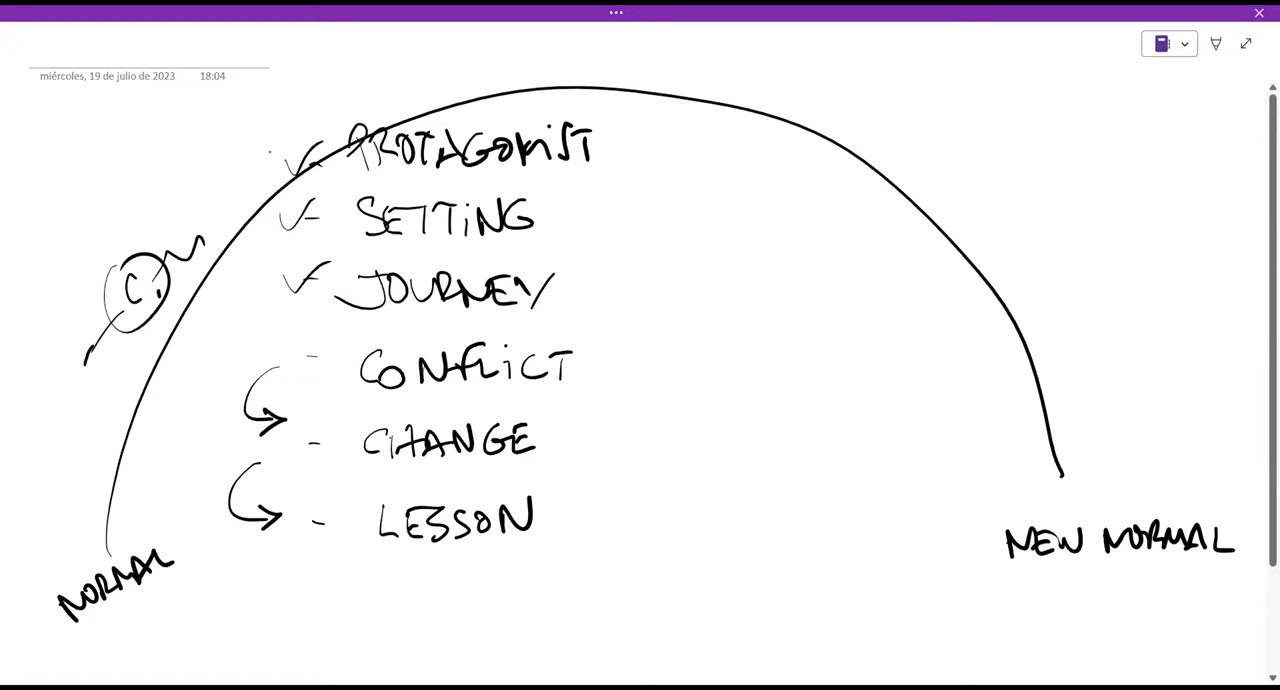 miércoles, 19 de julio de 2023 18:04
PROTAGONIST
SETTING
JOURNEY
C.
- CONFLICT
- CHANGE
- LESSON
NORMAL
NEW NORMAL